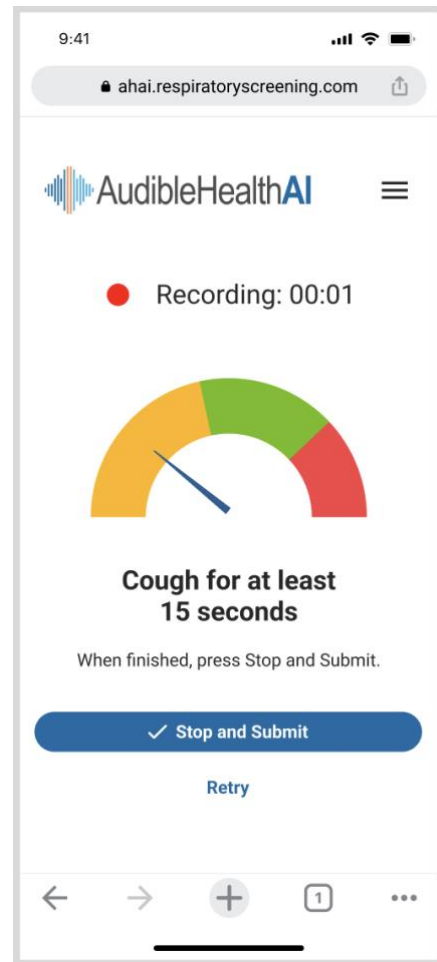 9:41
ahai.respiratoryscreening.com
AudibleHealthAI
Recording: 00:01
Cough for at least
15 seconds
When finished, press Stop and Submit.
Stop and Submit
Retry
1